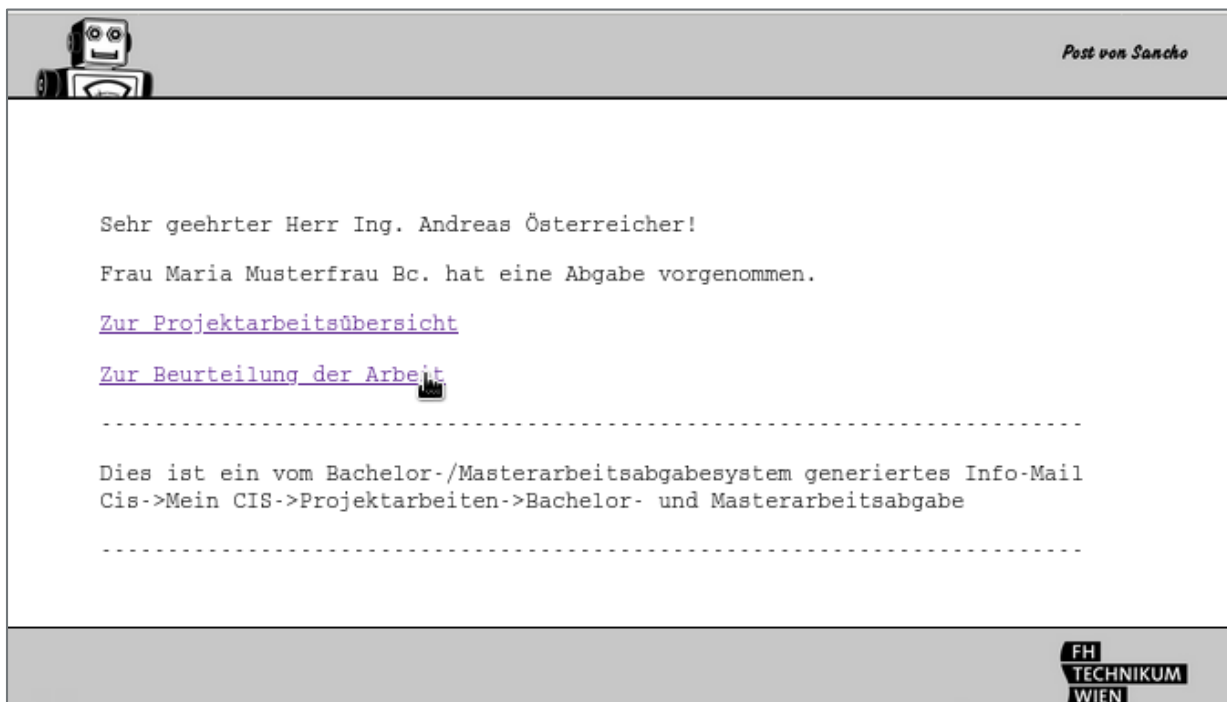 Post von Sancho
Sehr geehrter Herr Ing. Andreas Österreicher!
Frau Maria Musterfrau Bc. hat eine Abgabe vorgenommen.
Zur Projektarbeitsübersicht
Zur Beurteilung der Arbeit
--------------------------------------------------------------------------
Dies ist ein vom Bachelor-/Masterarbeitsabgabesystem generiertes Info-Mail
Cis->Mein CIS->Projektarbeiten->Bachelor- und Masterarbeitsabgabe
--------------------------------------------------------------------------
FH
TECHNIKUM
WIEN